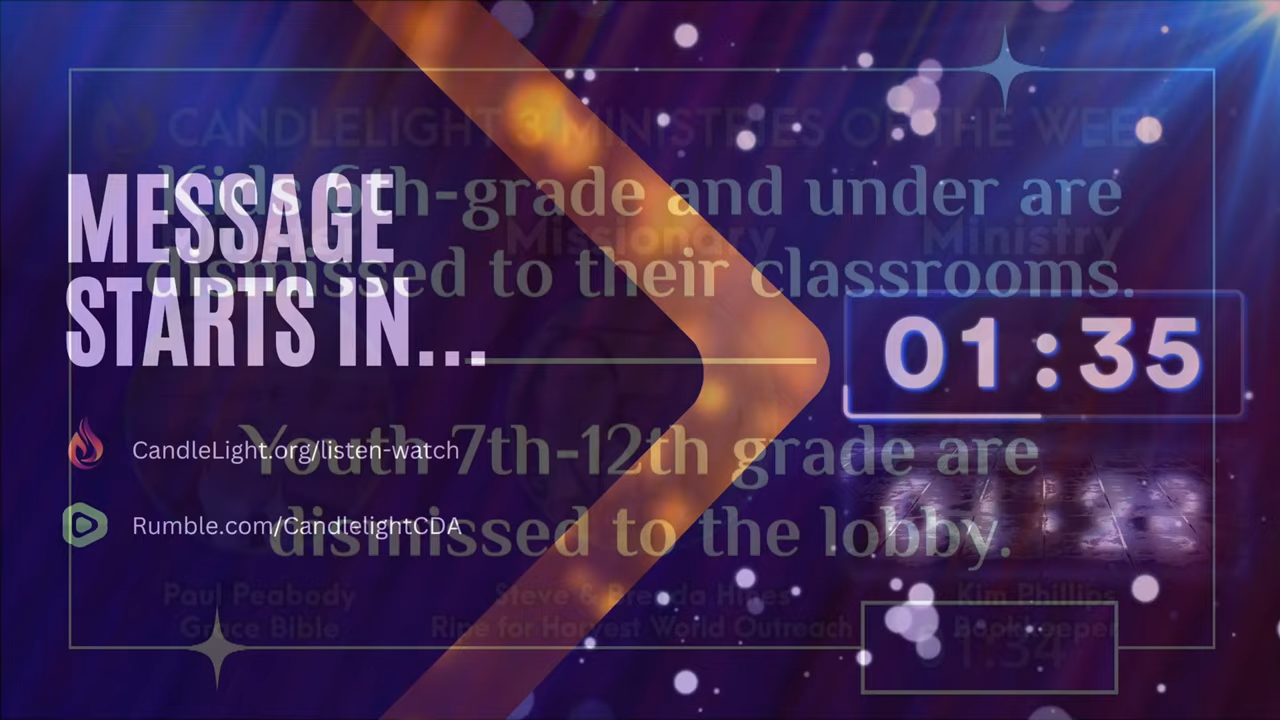 CANDLELIGHT 3 MINISTRIES OF THE WEEK
MESSAGE
STARTS IN...
Kids 6th-grade and under are
dismissed to their classrooms.
Missionary
Ministry
01:35
Youth 7th-12th grade are
dismissed to the lobby.
CandleLight.org/listen-watch
Rumble.com/CandlelightCDA
Paul Peabody
Grace Bible
Steve & Brenda Hines
Ripe for Harvest World Outreach
Kim Phillips
Bookkeeper
01:34